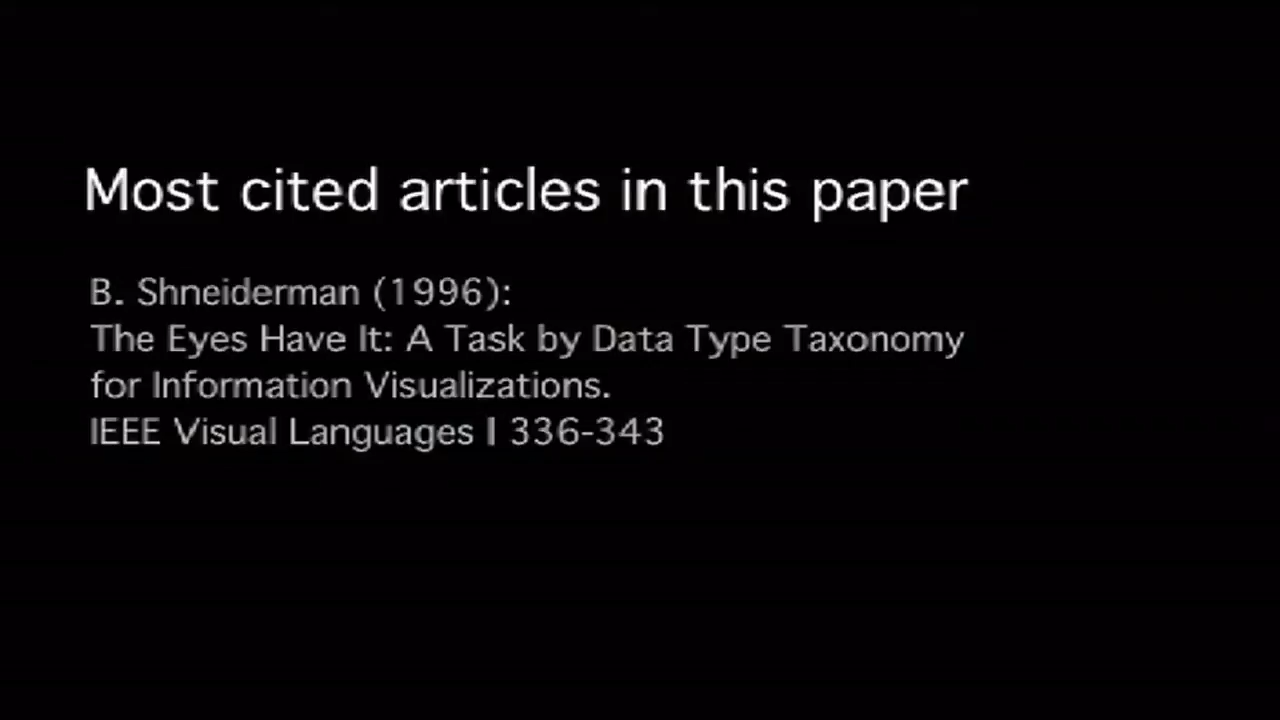 Most cited articles in this paper
B. Shneiderman (1996):
The Eyes Have It: A Task by Data Type Taxonomy
for Information Visualizations.
IEEE Visual Languages | 336-343